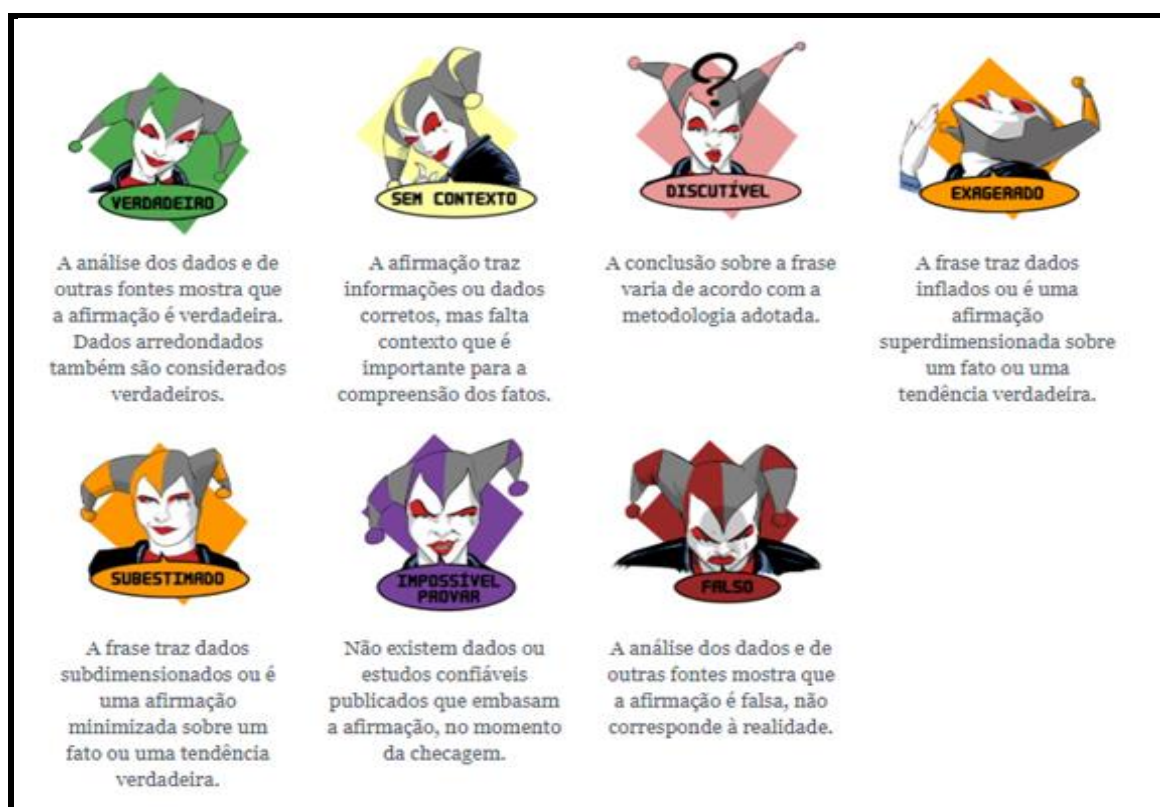 VERDADEIRO
A análise dos dados e de
outras fontes mostra que
a afirmação é verdadeira.
Dados arredondados
também são considerados
verdadeiros.
SEM CONTEXTO
A afirmação traz
informações ou dados
corretos, mas falta
contexto que é
importante para a
compreensão dos fatos.
?
DISCUTÍVEL
A conclusão sobre a frase
varia de acordo com a
metodologia adotada.
EXAGERADO
A frase traz dados
inflados ou é uma
afirmação
superdimensionada sobre
um fato ou uma
tendência verdadeira.
SUBESTIMADO
A frase traz dados
subdimensionados ou é
uma afirmação
minimizada sobre um
fato ou uma tendência
verdadeira.
IMPOSSÍVEL
PROVAR
Não existem dados ou
estudos confiáveis
publicados que embasam
a afirmação, no momento
da checagem.
FALSO
A análise dos dados e de
outras fontes mostra que
a afirmação é falsa, não
corresponde à realidade.